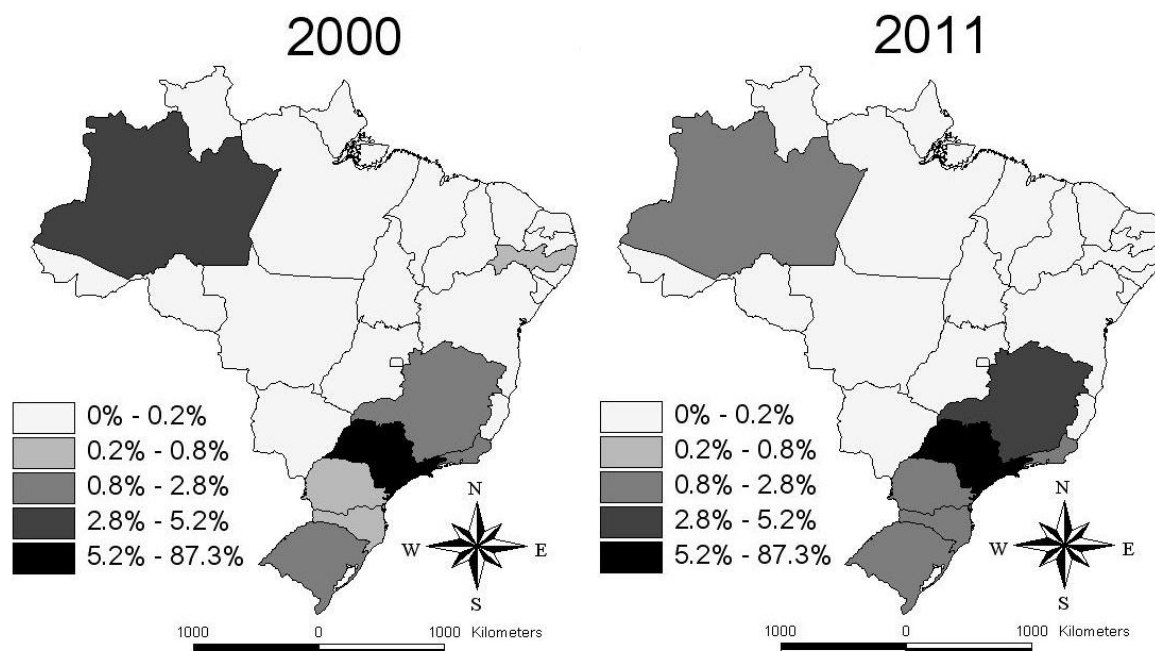 2000
0% - 0.2%
0.2% - 0.8%
0.8% - 2.8%
2.8% - 5.2%
5.2% - 87.3%
N
W E
S
1000 0 1000 Kilometers
2011
0% - 0.2%
0.2% - 0.8%
0.8% - 2.8%
2.8% - 5.2%
5.2% - 87.3%
N
W E
S
1000 0 1000 Kilometers